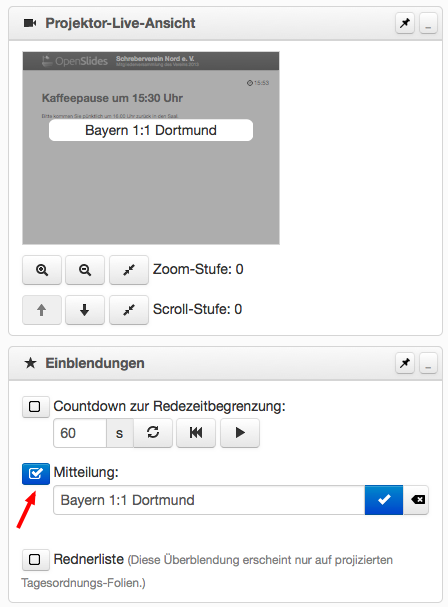 Projektor-Live-Ansicht
OpenSlides
Schreberverein Nord e. V.
Mitgliederversammlung des Vereins 2013
15:53
Kaffeepause um 15:30 Uhr
Bitte kommen Sie pünktlich um 16:00 Uhr zurück in den Saal.
Bayern 1:1 Dortmund
Zoom-Stufe: 0
Scroll-Stufe: 0
Einblendungen
Countdown zur Redezeitbegrenzung:
60 s
Mitteilung:
Bayern 1:1 Dortmund
Rednerliste (Diese Überblendung erscheint nur auf projizierten
Tagesordnungs-Folien.)